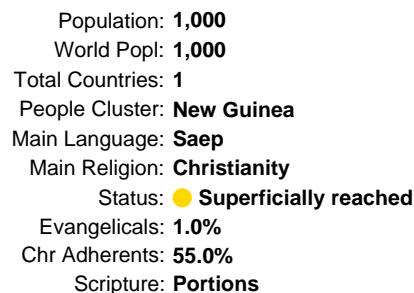 Population: 1,000
World Popl: 1,000
Total Countries: 1
People Cluster: New Guinea
Main Language: Saep
Main Religion: Christianity
Status: Superficially reached
Evangelicals: 1.0%
Chr Adherents: 55.0%
Scripture: Portions